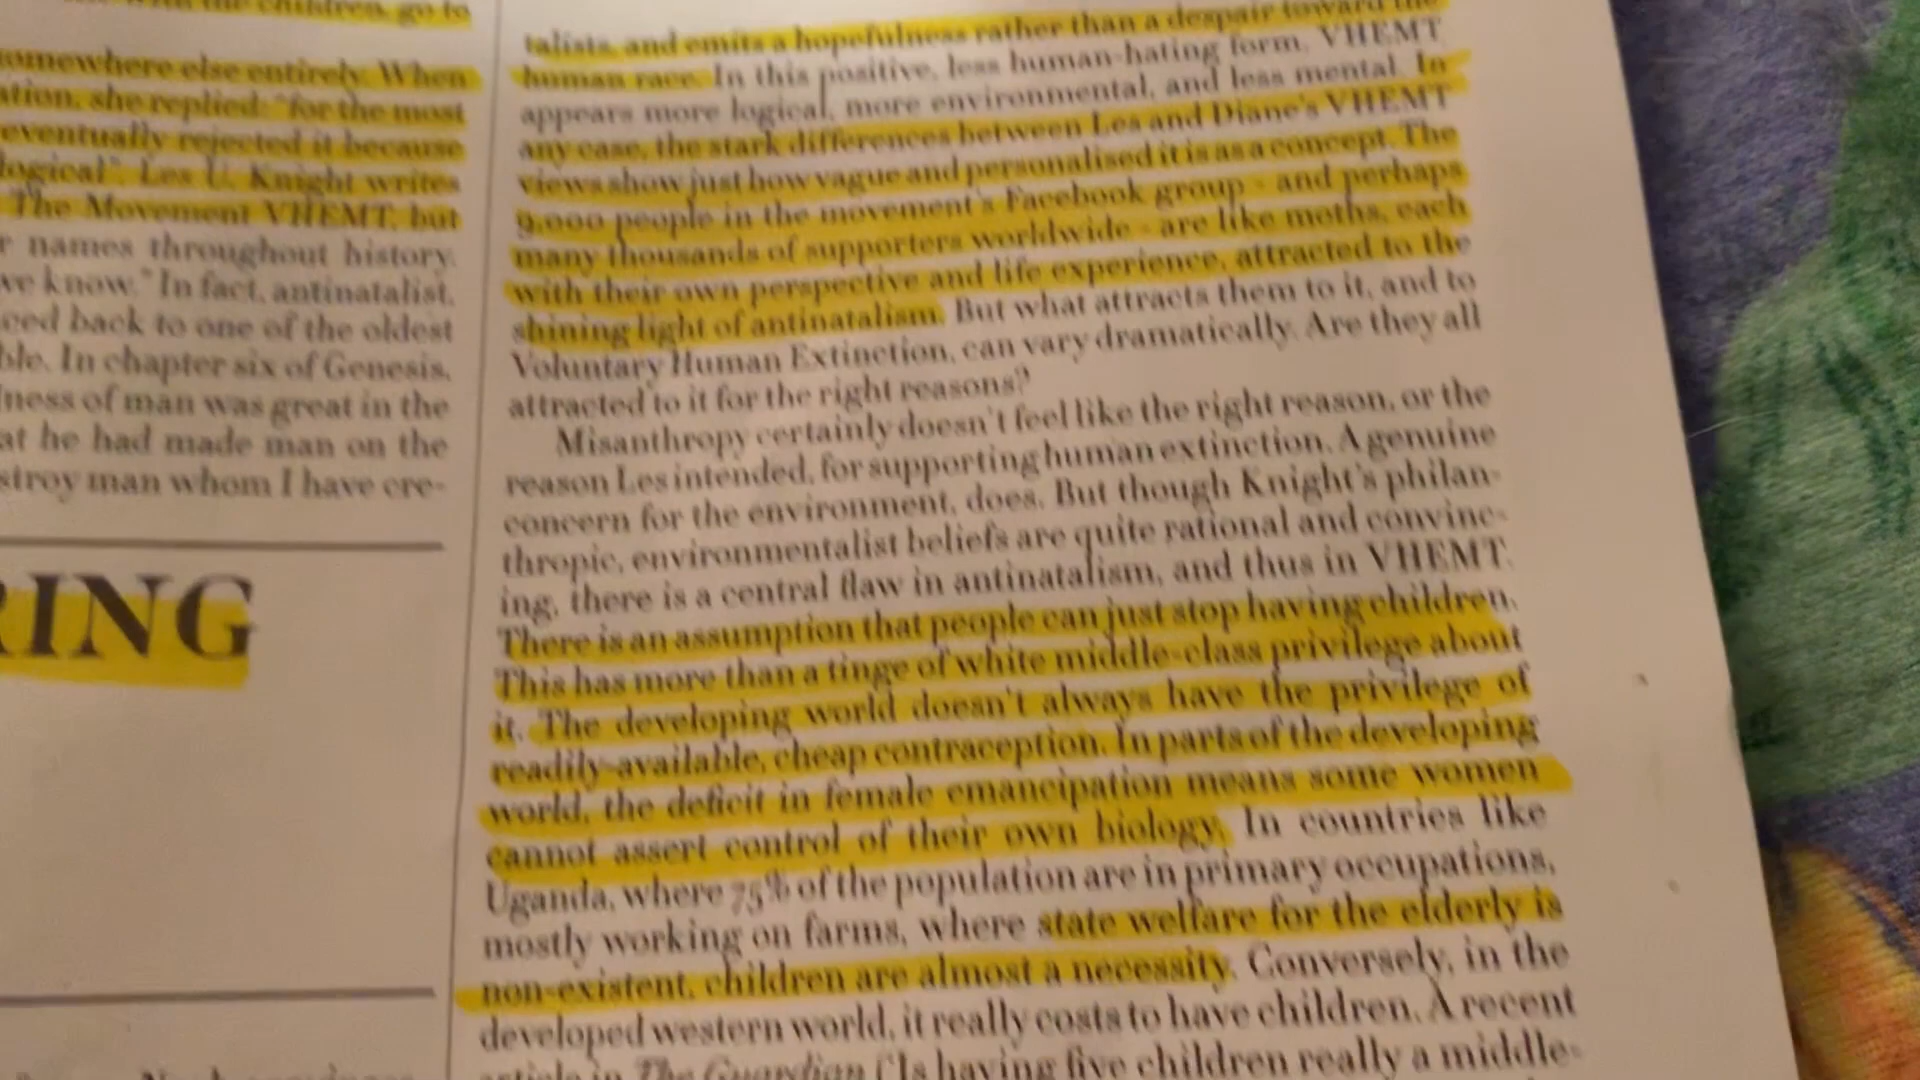 with the children, go to
omewhere else entirely. When
ation, she replied: "for the most
eventually rejected it because
logical". Les U. Knight writes
The Movement VHEMT, but
r names throughout history.
we know." In fact, antinatalist,
ced back to one of the oldest
ble. In chapter six of Genesis,
ness of man was great in the
at he had made man on the
stroy man whom I have cre-
RING
talists, and emits a hopefulness rather than a despair toward the
human race. In this positive, less human-hating form, VHEMT
appears more logical, more environmental, and less mental. In
any case, the stark differences between Les and Diane's VHEMT
views show just how vague and personalised it is as a concept. The
9,000 people in the movement's Facebook group - and perhaps
many thousands of supporters worldwide - are like moths, each
with their own perspective and life experience, attracted to the
shining light of antinatalism. But what attracts them to it, and to
Voluntary Human Extinction, can vary dramatically. Are they all
attracted to it for the right reasons?
Misanthropy certainly doesn't feel like the right reason, or the
reason Les intended, for supporting human extinction. A genuine
concern for the environment, does. But though Knight's philan-
thropic, environmentalist beliefs are quite rational and convinc-
ing, there is a central flaw in antinatalism, and thus in VHEMT.
There is an assumption that people can just stop having children.
This has more than a tinge of white middle-class privilege about
it. The developing world doesn't always have the privilege of
readily-available, cheap contraception. In parts of the developing
world, the deficit in female emancipation means some women
cannot assert control of their own biology. In countries like
Uganda, where 75% of the population are in primary occupations,
mostly working on farms, where state welfare for the elderly is
non-existent, children are almost a necessity. Conversely, in the
developed western world, it really costs to have children. A recent
article in The Guardian ('Is having five children really a middle-